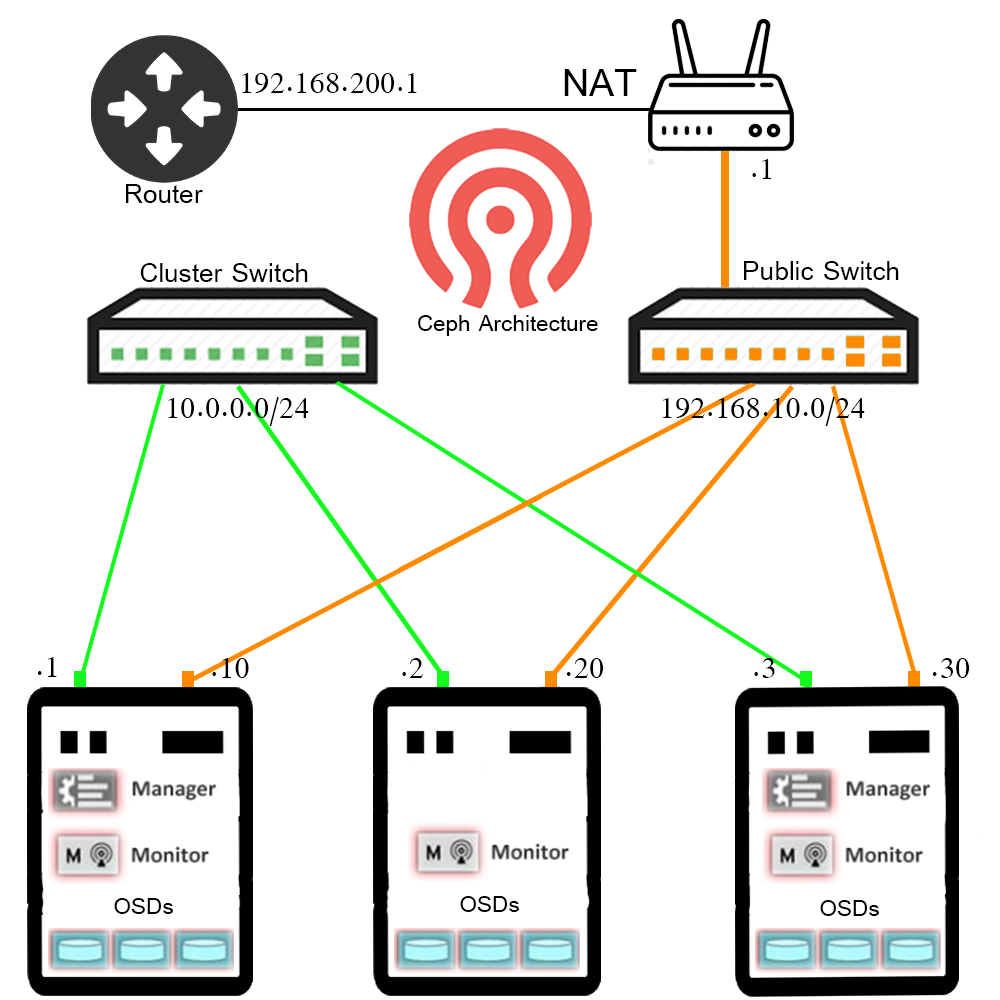 192.168.200.1
NAT
.1
Router
Cluster Switch
Public Switch
Ceph Architecture
10.0.0.0/24
192.168.10.0/24
.1
.10
.2
.20
.3
.30
Manager
M
Monitor
OSDs
M
Monitor
OSDs
Manager
M
Monitor
OSDs